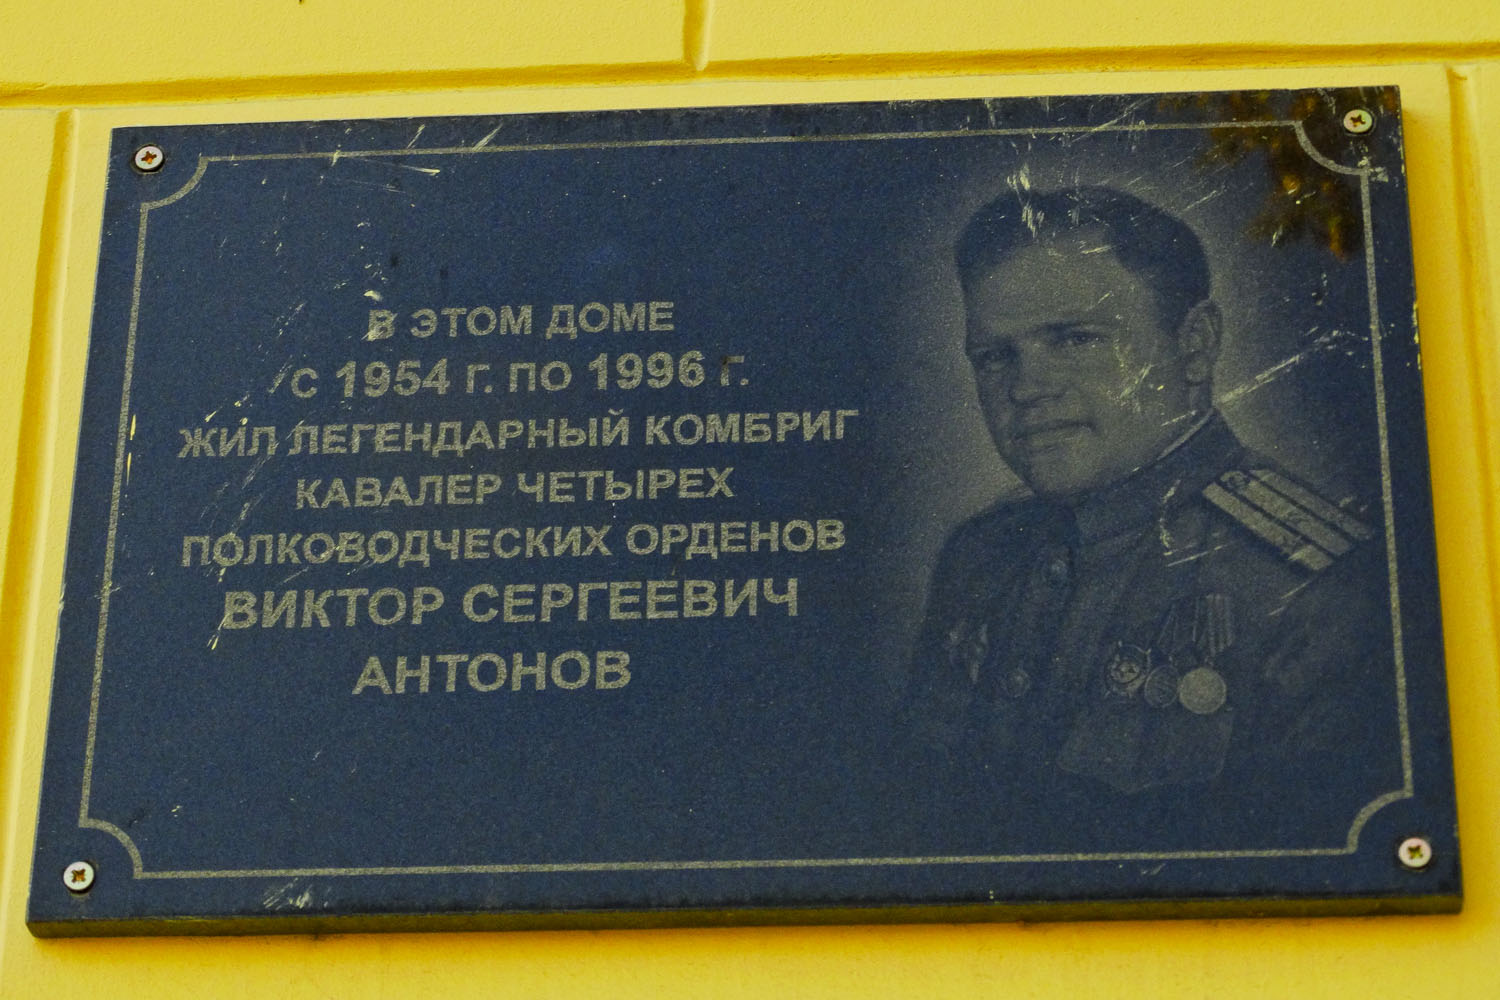 В ЭТОМ ДОМЕ
С 1954 Г. ПО 1996 Г.
ЖИЛ ЛЕГЕНДАРНЫЙ КОМБРИГ
КАВАЛЕР ЧЕТЫРЕХ
ПОЛКОВОДЧЕСКИХ ОРДЕНОВ
ВИКТОР СЕРГЕЕВИЧ
АНТОНОВ